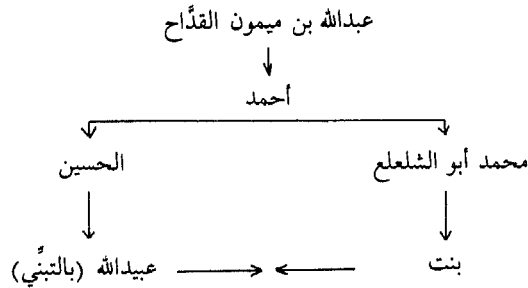 عبدالله بن ميمون القدَّاح
أحمد
محمد أبو الشلعلع الحسين
بنت عبيدالله (بالتبنِّي)